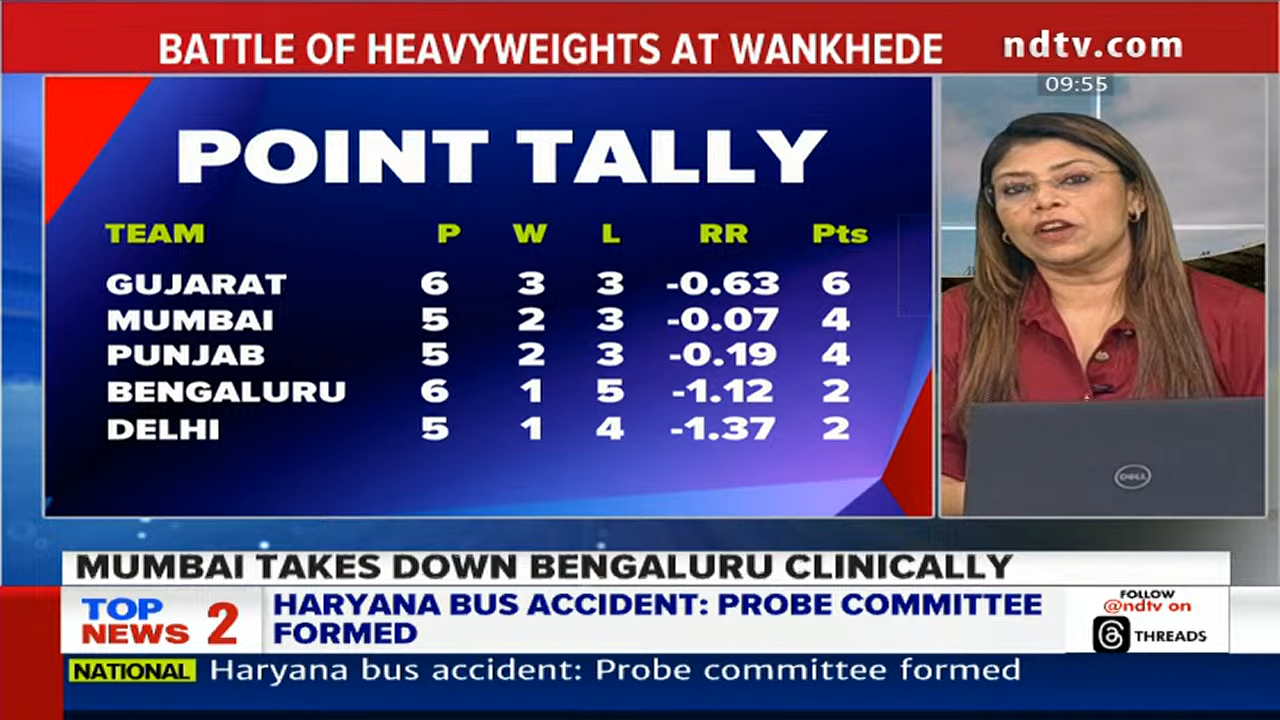 BATTLE OF HEAVYWEIGHTS AT WANKHEDE
ndtv.com
09:55
POINT TALLY
TEAM P W L RR Pts
GUJARAT 6 3 3 -0.63 6
MUMBAI 5 2 3 -0.07 4
PUNJAB 5 2 3 -0.19 4
BENGALURU 6 1 5 -1.12 2
DELHI 5 1 4 -1.37 2
DELL
MUMBAI TAKES DOWN BENGALURU CLINICALLY
TOP NEWS 2
HARYANA BUS ACCIDENT: PROBE COMMITTEE
FORMED
FOLLOW
@ndtv on
THREADS
NATIONAL Haryana bus accident: Probe committee formed